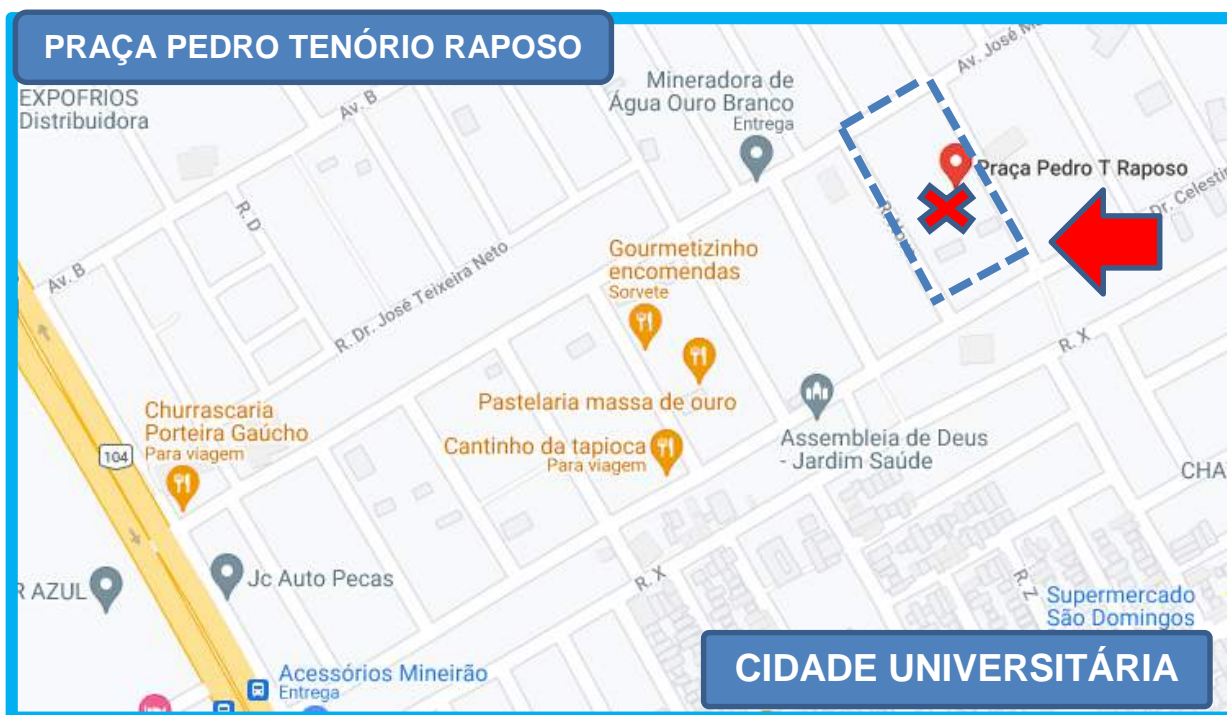 PRAÇA PEDRO TENÓRIO RAPOSO
EXPOFRIOS
Distribuidora
Av. B
Mineradora de
Água Ouro Branco
Entrega
Av. José
Praça Pedro T Raposo
Dr. Celestin
R. D
Av. B
R. Dr. José Teixeira Neto
Gourmetizinho
encomendas
Sorvete
R. X
Pastelaria massa de ouro
Churrascaria
Porteira Gaúcho
Para viagem
104
Cantinho da tapioca
Para viagem
Assembleia de Deus
- Jardim Saúde
CHA
R AZUL
Jc Auto Pecas
R. X
R. Z
Supermercado
São Domingos
Acessórios Mineirão
Entrega
CIDADE UNIVERSITÁRIA